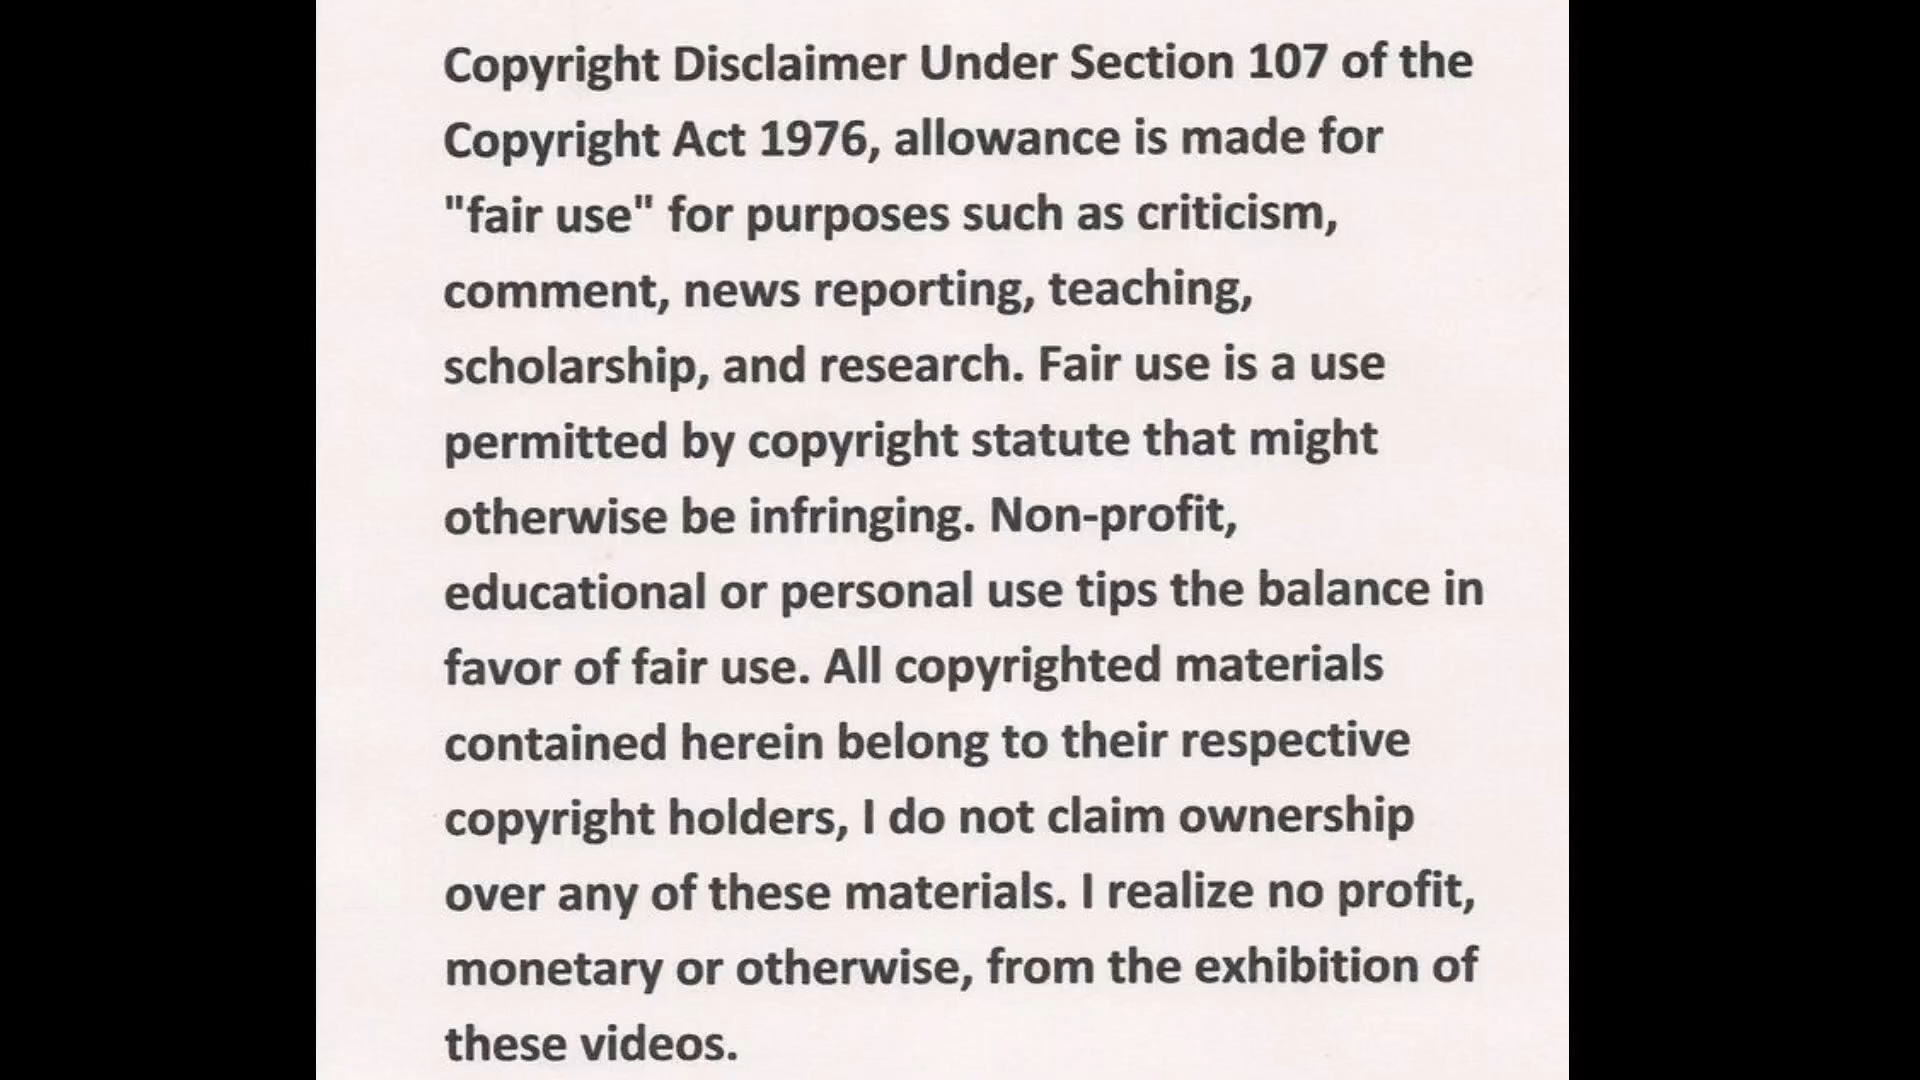 Copyright Disclaimer Under Section 107 of the
Copyright Act 1976, allowance is made for
"fair use" for purposes such as criticism,
comment, news reporting, teaching,
scholarship, and research. Fair use is a use
permitted by copyright statute that might
otherwise be infringing. Non-profit,
educational or personal use tips the balance in
favor of fair use. All copyrighted materials
contained herein belong to their respective
copyright holders, I do not claim ownership
over any of these materials. I realize no profit,
monetary or otherwise, from the exhibition of
these videos.